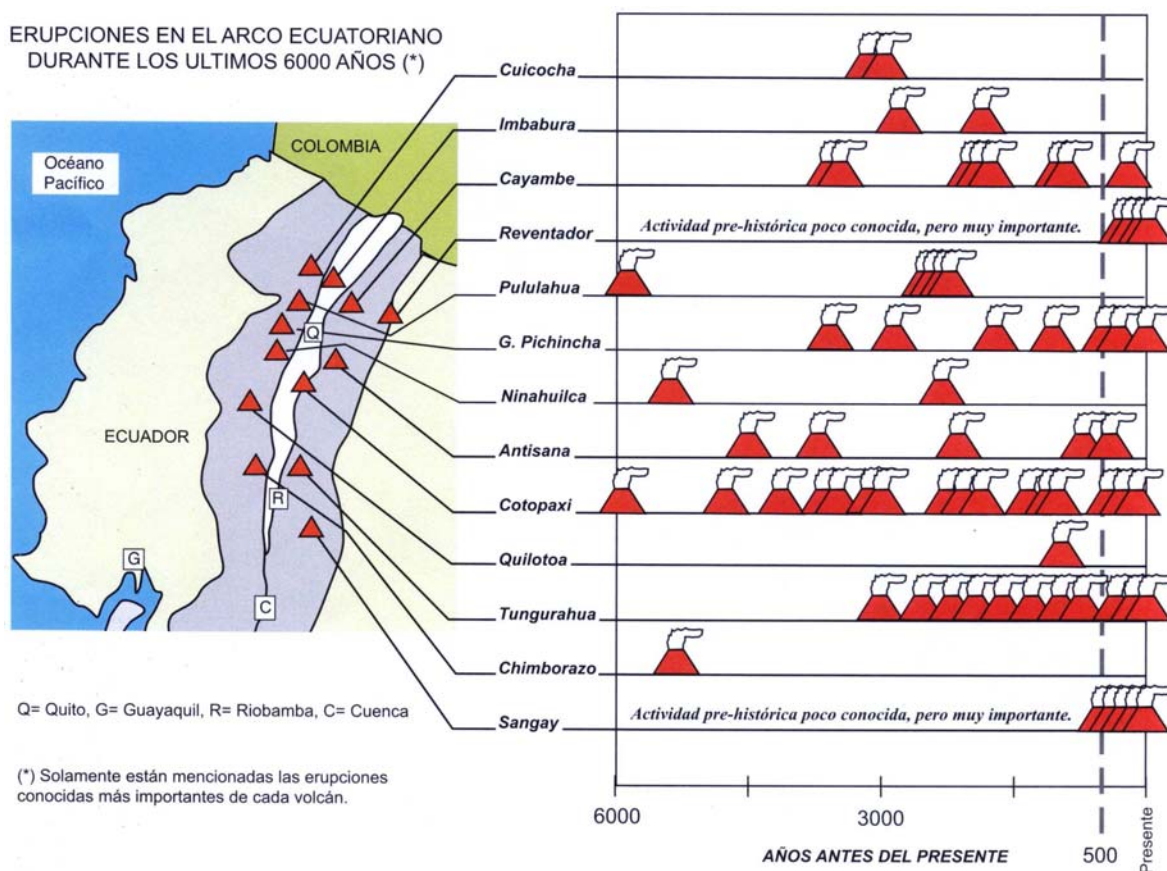 ERUPCIONES EN EL ARCO ECUATORIANO
DURANTE LOS ULTIMOS 6000 AÑOS (*)
Océano
Pacífico
COLOMBIA
ECUADOR
Q
R
G
C
Q= Quito, G= Guayaquil, R= Riobamba, C= Cuenca
(*) Solamente están mencionadas las erupciones
conocidas más importantes de cada volcán.
Cuicocha
Imbabura
Cayambe
Reventador
Actividad pre-histórica poco conocida, pero muy importante.
Pululahua
G. Pichincha
Ninahuilca
Antisana
Cotopaxi
Quilotoa
Tungurahua
Chimborazo
Sangay
Actividad pre-histórica poco conocida, pero muy importante.
6000
3000
500
Presente
AÑOS ANTES DEL PRESENTE